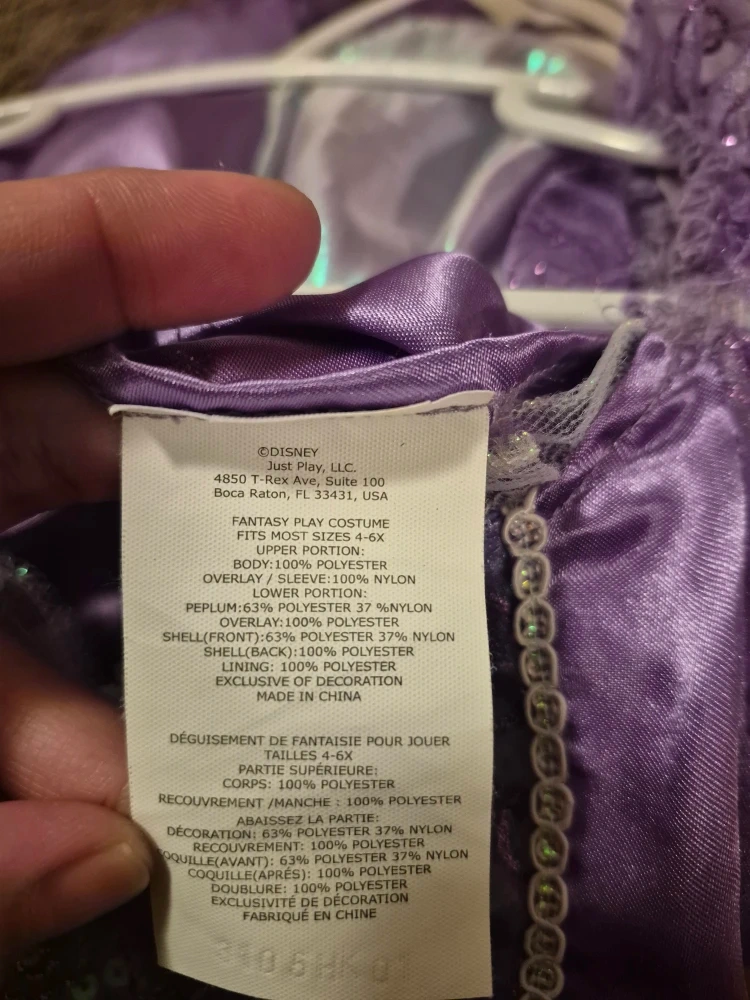 ©DISNEY
Just Play, LLC.
4850 T-Rex Ave, Suite 100
Boca Raton, FL 33431, USA
FANTASY PLAY COSTUME
FITS MOST SIZES 4-6X
UPPER PORTION:
BODY:100% POLYESTER
OVERLAY / SLEEVE:100% NYLON
LOWER PORTION:
PEPLUM:63% POLYESTER 37 %NYLON
OVERLAY:100% POLYESTER
SHELL(FRONT):63% POLYESTER 37% NYLON
SHELL(BACK):100% POLYESTER
LINING: 100% POLYESTER
EXCLUSIVE OF DECORATION
MADE IN CHINA
DÉGUISEMENT DE FANTAISIE POUR JOUER
TAILLES 4-6X
PARTIE SUPÉRIEURE:
CORPS: 100% POLYESTER
RECOUVREMENT /MANCHE : 100% POLYESTER
ABAISSEZ LA PARTIE:
DÉCORATION: 63% POLYESTER 37% NYLON
RECOUVREMENT: 100% POLYESTER
COQUILLE(AVANT): 63% POLYESTER 37% NYLON
COQUILLE(APRÉS): 100% POLYESTER
DOUBLURE: 100% POLYESTER
EXCLUSIVITÉ DE DÉCORATION
FABRIQUÉ EN CHINE